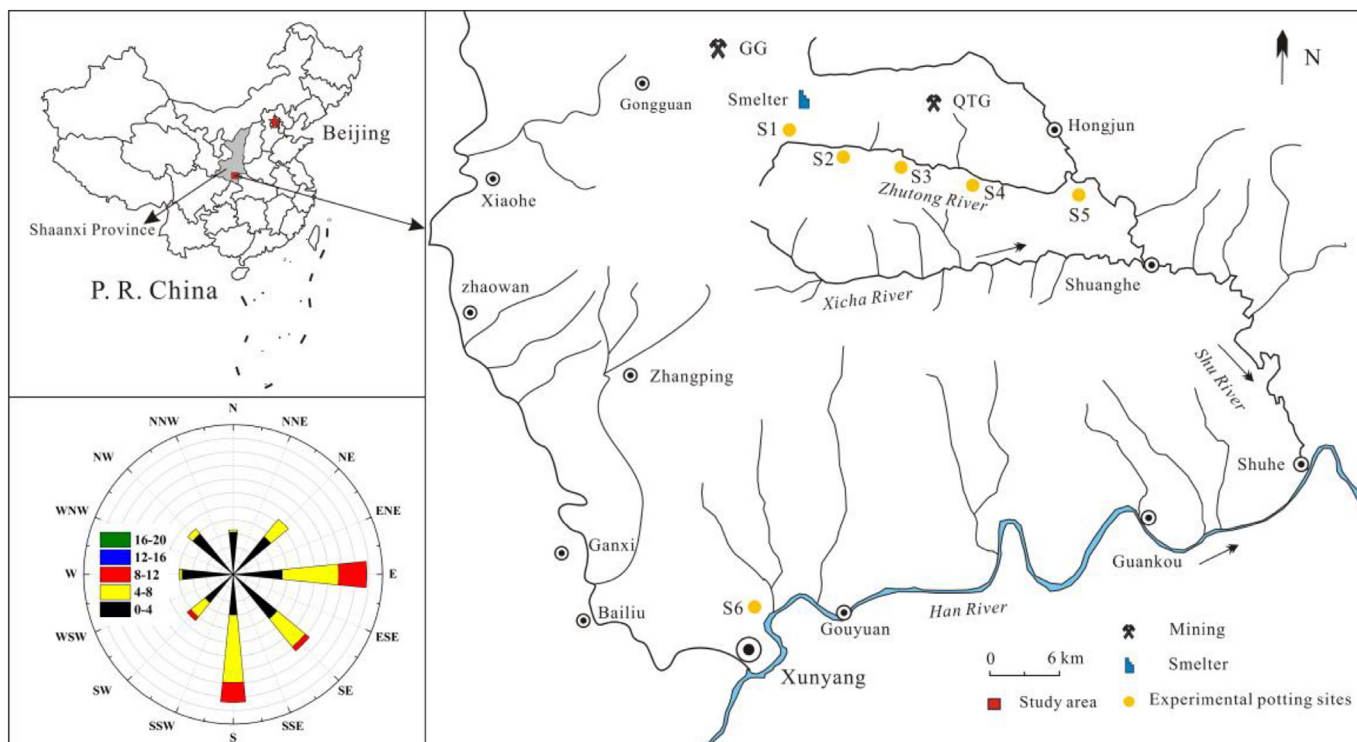 Beijing
Shaanxi Province
P. R. China
N
NNE
NE
ENE
E
ESE
SE
SSE
S
SSW
SW
WSW
W
WNW
NW
NNW
16-20
12-16
8-12
4-8
0-4
GG
N
Gongguan
Smelter
QTG
S1
Hongjun
S2
S3
Xiaohe
Zhutong River
S4
S5
zhaowan
Xicha River
Shuanghe
Zhangping
Shu River
Shuhe
Ganxi
Guankou
S6
Han River
Bailiu
Gouyuan
Xunyang
Mining
0 6 km
Smelter
Study area
Experimental potting sites